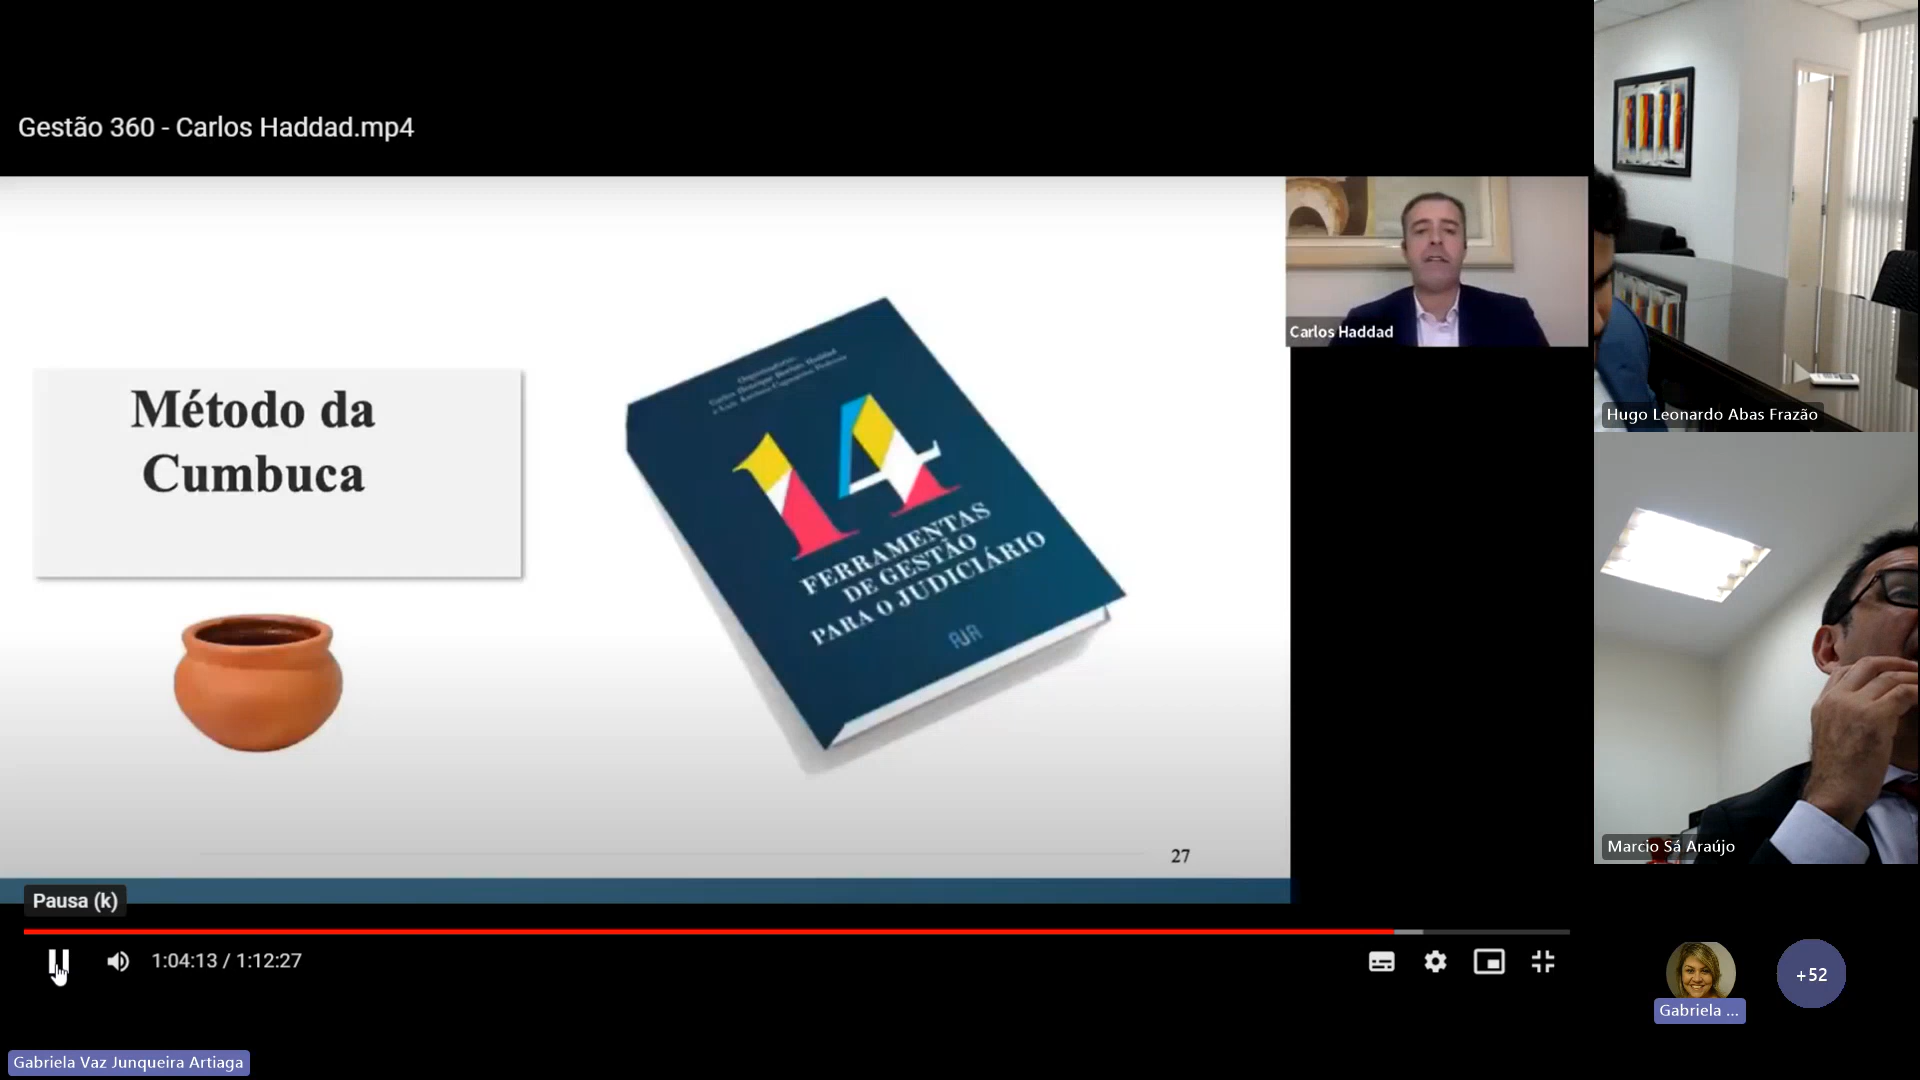 Gestão 360 - Carlos Haddad.mp4
Carlos Haddad
Método da
Cumbuca
14
FERRAMENTAS
DE GESTÃO
PARA O JUDICIÁRIO
27
Pausa (k)
1:04:13 / 1:12:27
Hugo Leonardo Abas Frazão
Marcio Sá Araújo
Gabriela ...
+52
Gabriela Vaz Junqueira Artiaga